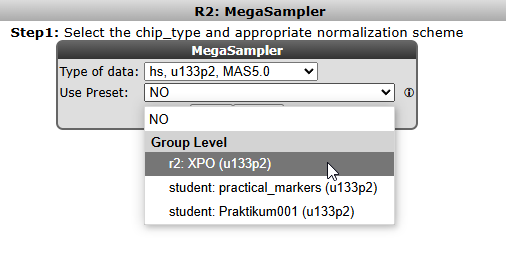 R2: MegaSampler
Step1: Select the chip_type and appropriate normalization scheme
MegaSampler
Type of data: hs, u133p2, MAS5.0
Use Preset: NO
NO
Group Level
r2: XPO (u133p2)
student: practical_markers (u133p2)
student: Praktikum001 (u133p2)